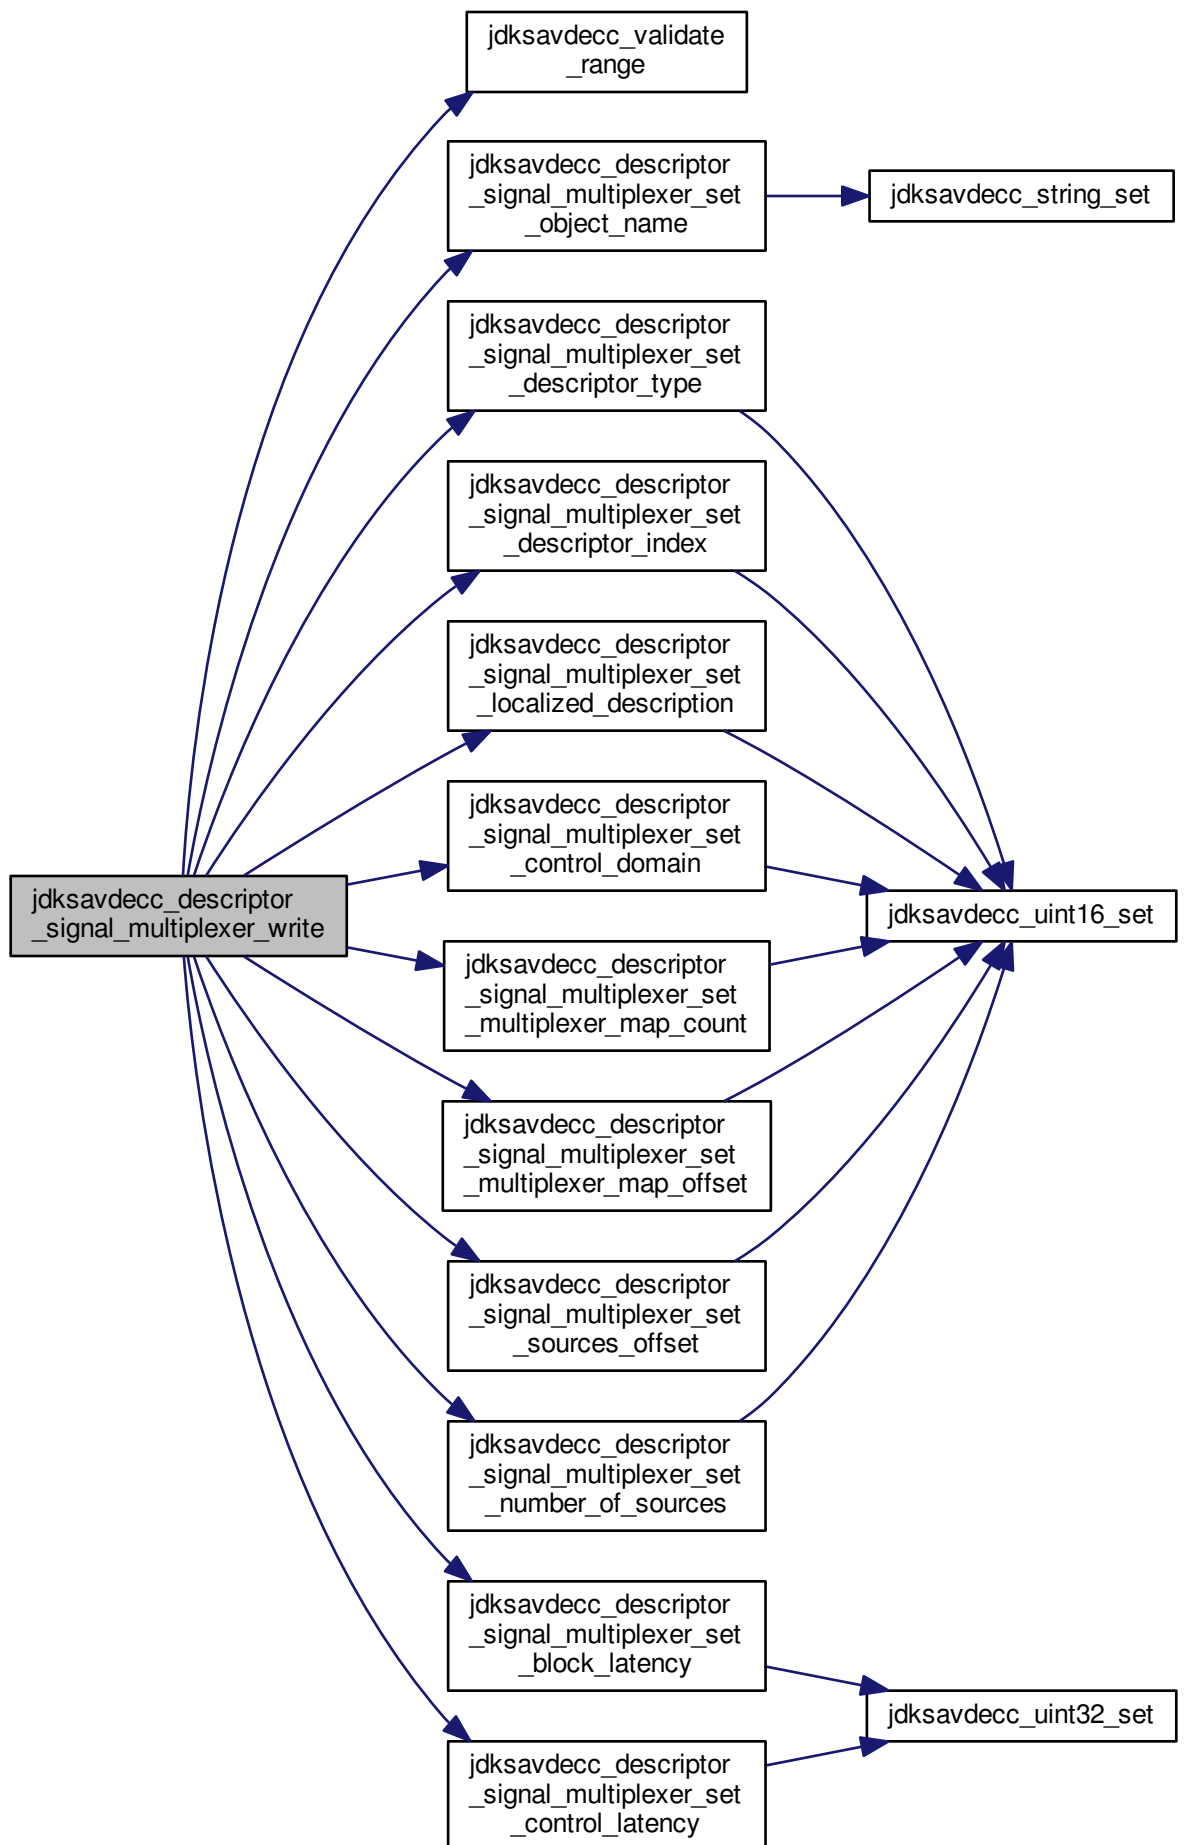 jdksavdecc_validate
_range
jdksavdecc_descriptor
_signal_multiplexer_set
_object_name
jdksavdecc_string_set
jdksavdecc_descriptor
_signal_multiplexer_set
_descriptor_type
jdksavdecc_descriptor
_signal_multiplexer_set
_descriptor_index
jdksavdecc_descriptor
_signal_multiplexer_set
_localized_description
jdksavdecc_descriptor
_signal_multiplexer_set
_control_domain
jdksavdecc_descriptor
_signal_multiplexer_write
jdksavdecc_uint16_set
jdksavdecc_descriptor
_signal_multiplexer_set
_multiplexer_map_count
jdksavdecc_descriptor
_signal_multiplexer_set
_multiplexer_map_offset
jdksavdecc_descriptor
_signal_multiplexer_set
_sources_offset
jdksavdecc_descriptor
_signal_multiplexer_set
_number_of_sources
jdksavdecc_descriptor
_signal_multiplexer_set
_block_latency
jdksavdecc_uint32_set
jdksavdecc_descriptor
_signal_multiplexer_set
_control_latency